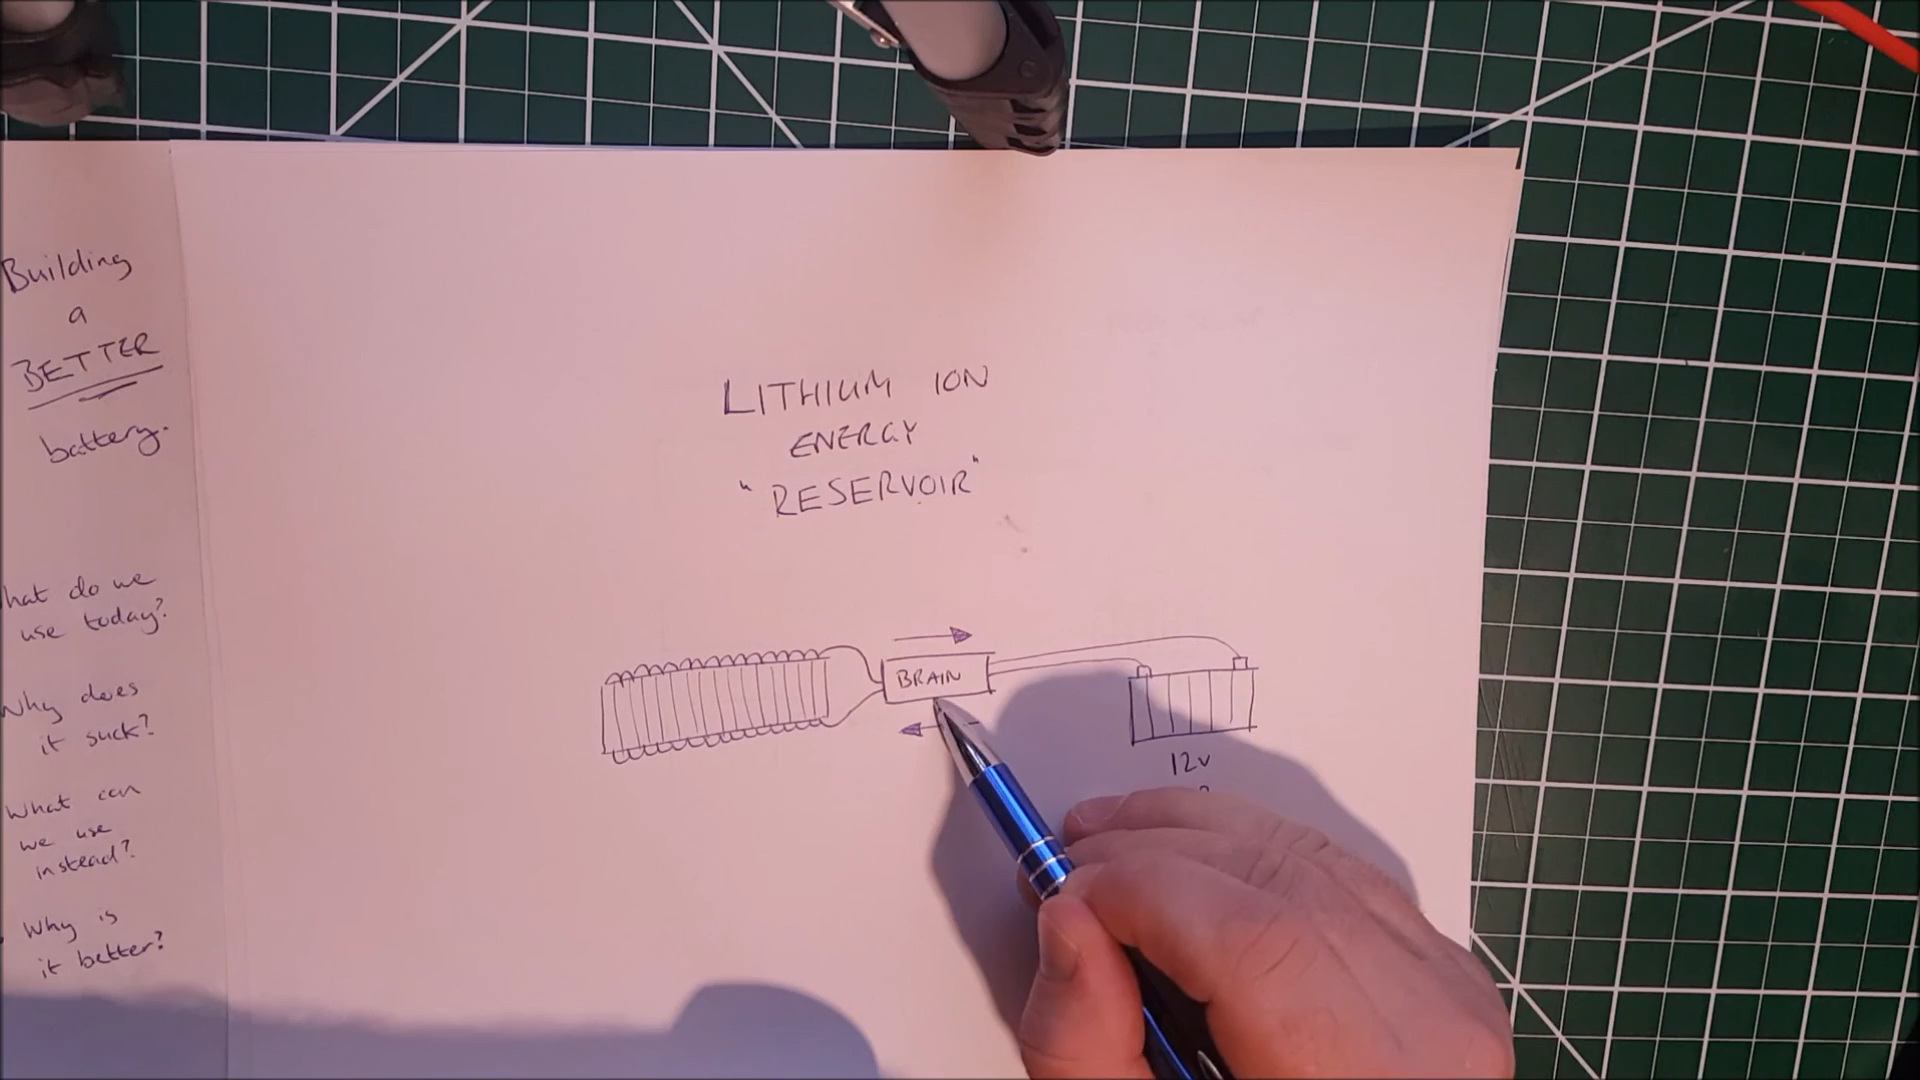 Building
a
BETTER
battery.
hat do we
use today?
Why does
it suck?
What can
we use
instead?
Why is
it better?
LITHIUM ION
ENERGY
"RESERVOIR"
BRAIN
12v